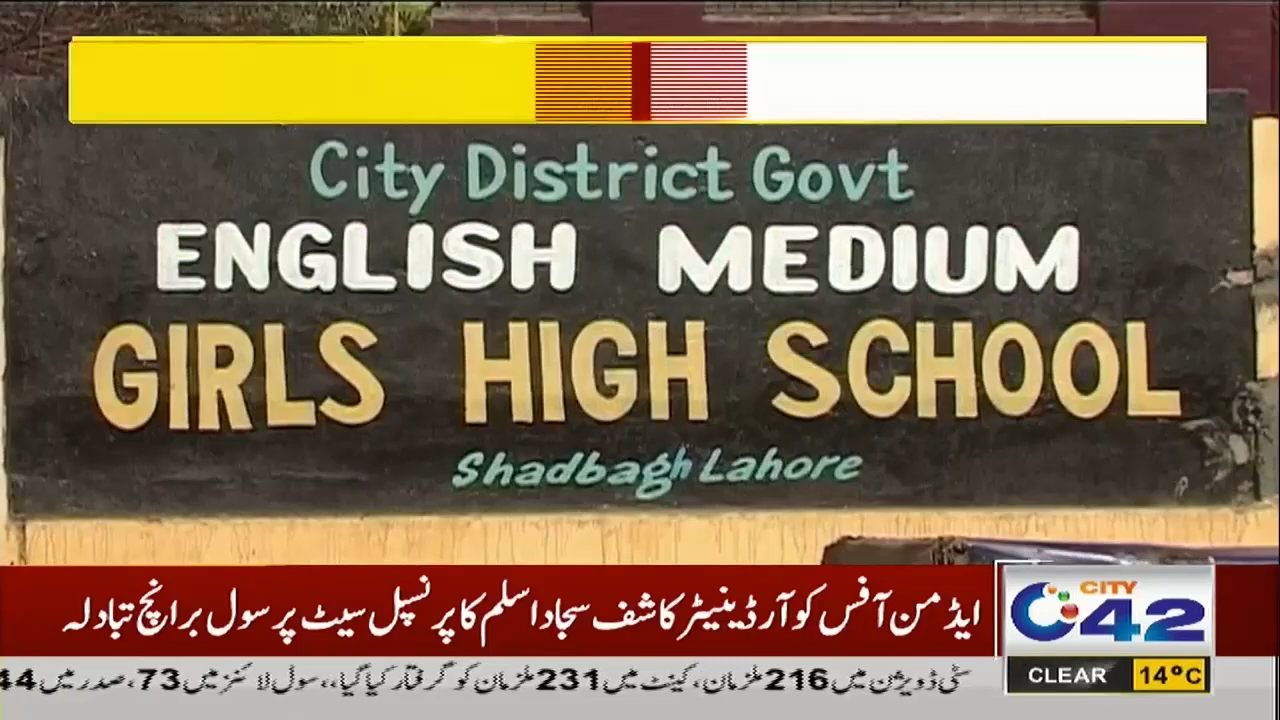 City District Govt
ENGLISH MEDIUM
GIRLS HIGH SCHOOL
Shadbagh Lahore
ایڈمن آفس کوآرڈینیٹر کاشف سجاد اسلم کا پرنسپل سیٹ پر سول برانچ تبادلہ
CITY
42
سٹی ڈویژن میں 216 ملزمان، کینٹ میں 231 ملزمان کو گرفتار کیا گیا،، سول لائنز میں 73، صدر میں 44
CLEAR 14°C